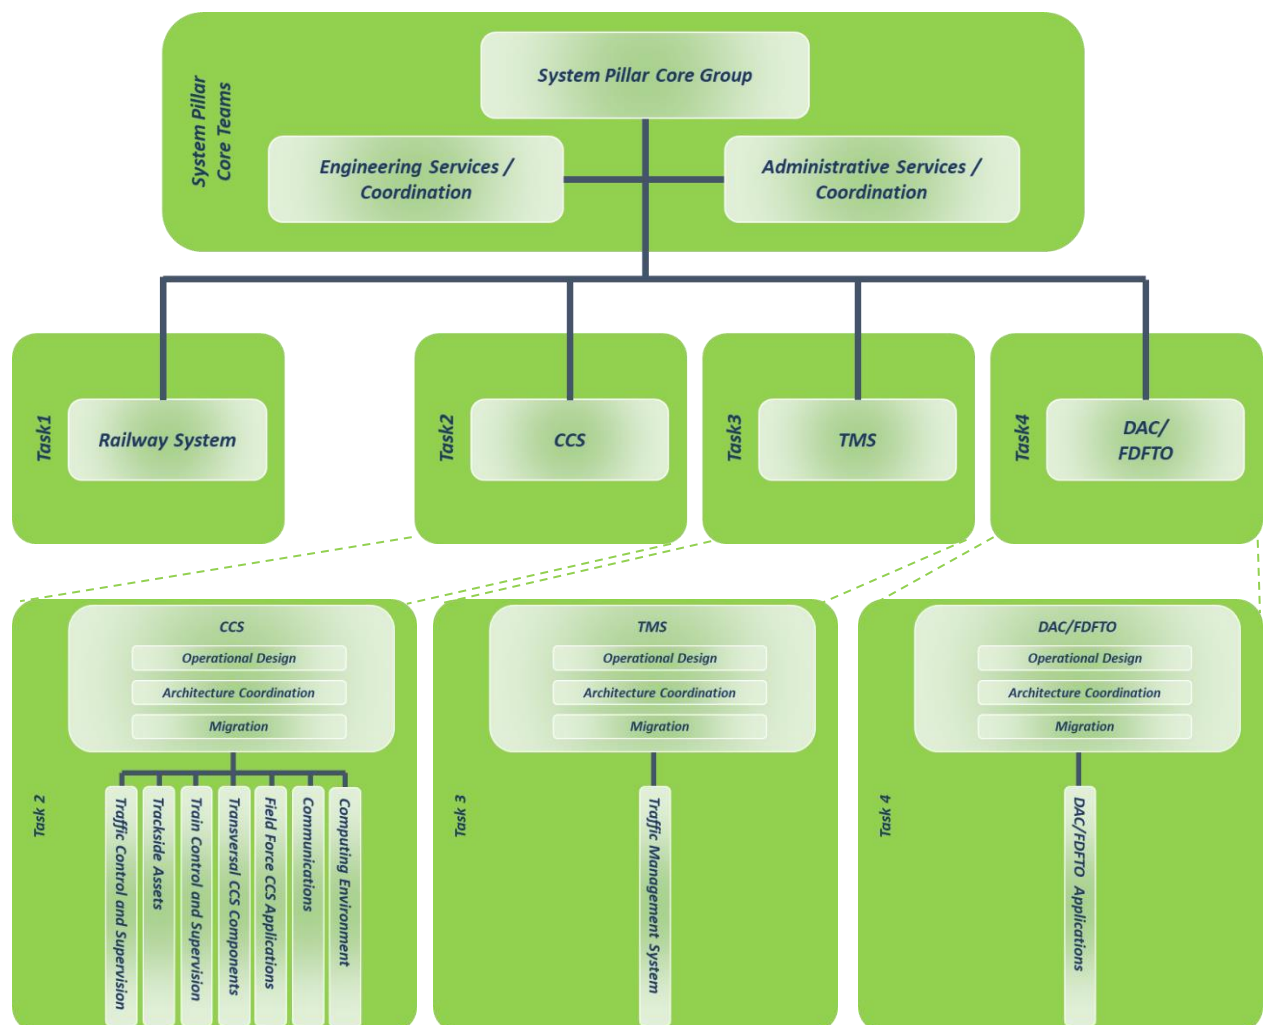 System Pillar
Core Teams
System Pillar Core Group
Engineering Services /
Coordination
Administrative Services /
Coordination
Task1
Railway System
Task2
CCS
Task3
TMS
Task4
DAC/
FDFTO
Task 2
CCS
Operational Design
Architecture Coordination
Migration
Traffic Control and Supervision
Trackside Assets
Train Control and Supervision
Transversal CCS Components
Field Force CCS Applications
Communications
Computing Environment
Task 3
TMS
Operational Design
Architecture Coordination
Migration
Traffic Management System
Task 4
DAC/FDFTO
Operational Design
Architecture Coordination
Migration
DAC/FDFTO Applications